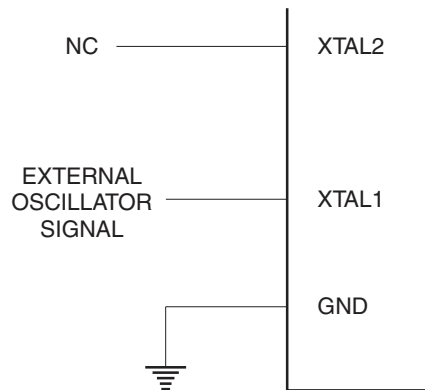 NC
XTAL2
EXTERNAL
OSCILLATOR
SIGNAL
XTAL1
GND